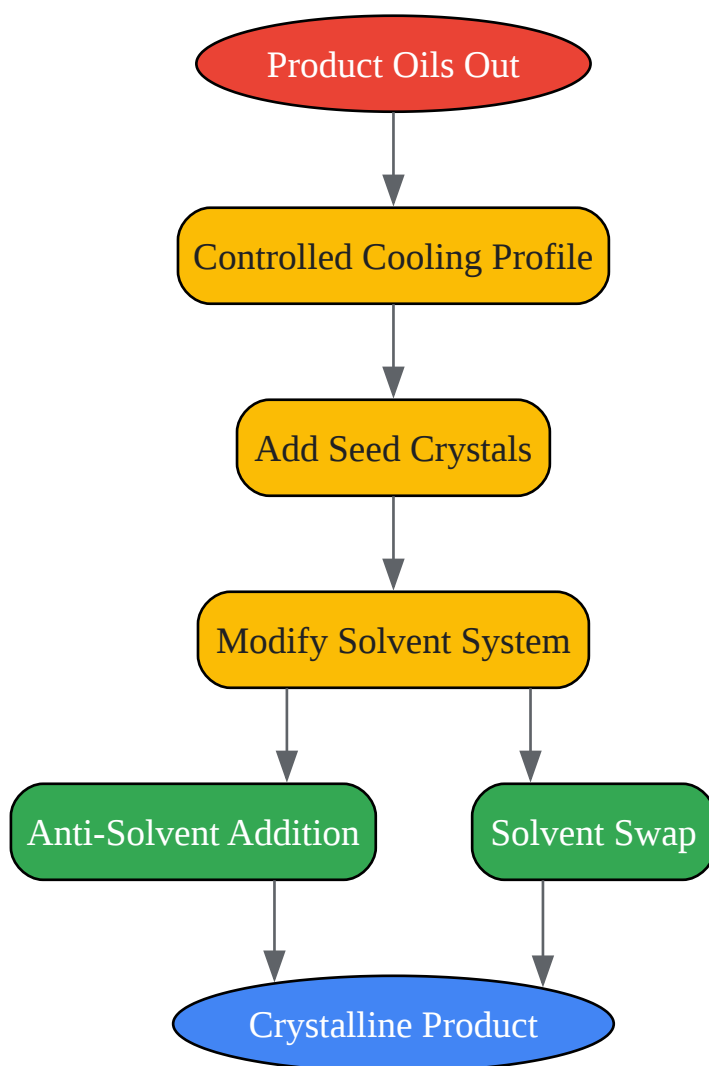 Product Oils Out
Controlled Cooling Profile
Add Seed Crystals
Modify Solvent System
Anti-Solvent Addition
Solvent Swap
Crystalline Product